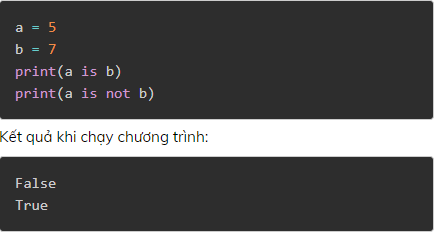 a = 5
b = 7
print(a is b)
print(a is not b)
Kết quả khi chạy chương trình:
False
True